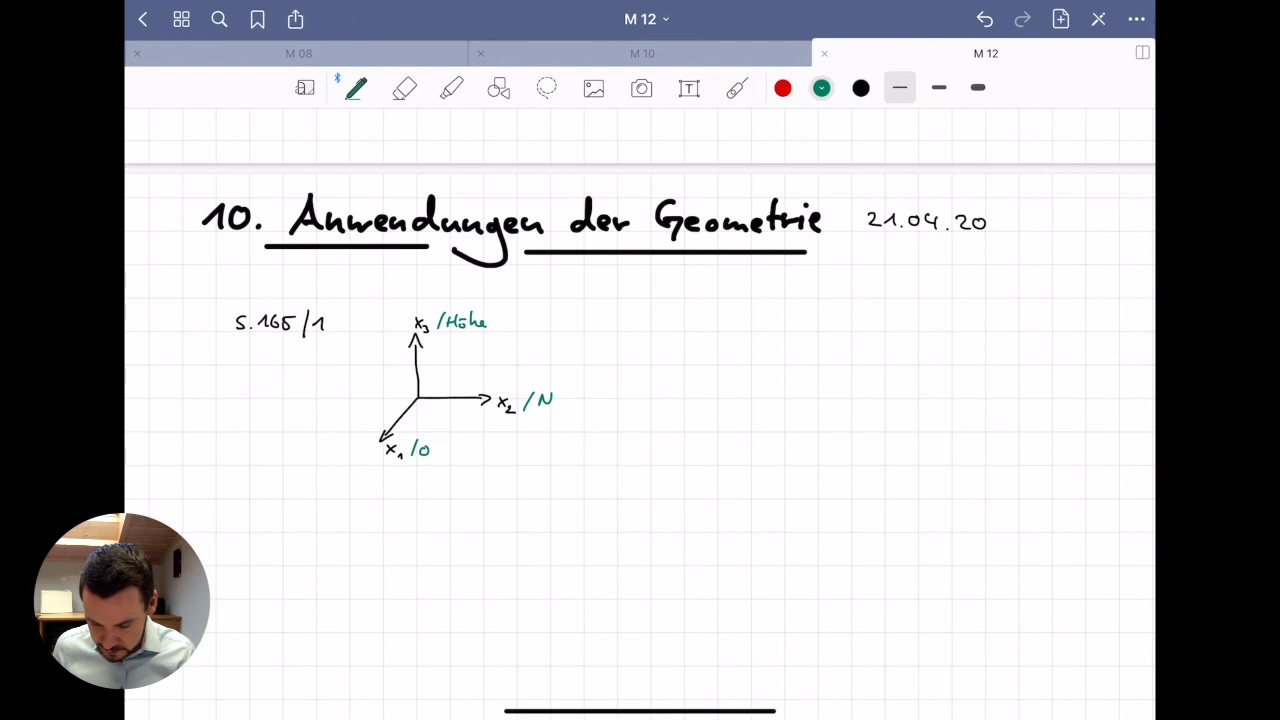 M 12
M 08
M 10
M 12
T
10. Anwendungen der Geometrie 21.04.20
S.165/1
x3 /Höhe
x2 /N
x1 /O